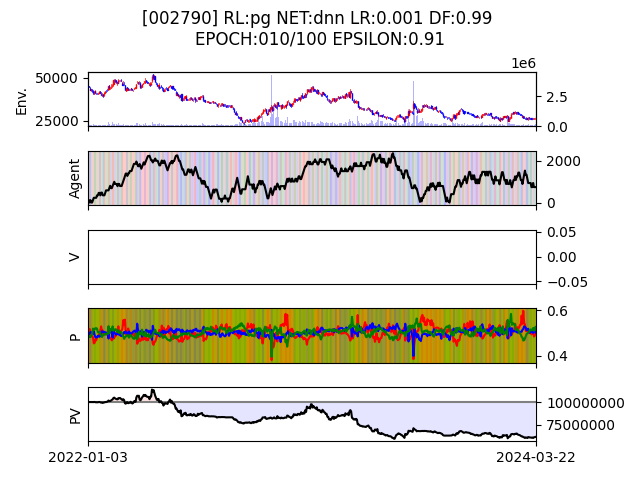 [002790] RL:pg NET:dnn LR:0.001 DF:0.99
EPOCH:010/100 EPSILON:0.91
1e6
50000
25000
Env.
2.5
0.0
Agent
2000
0
V
0.05
0.00
−0.05
P
0.6
0.4
PV
100000000
75000000
2022-01-03
2024-03-22